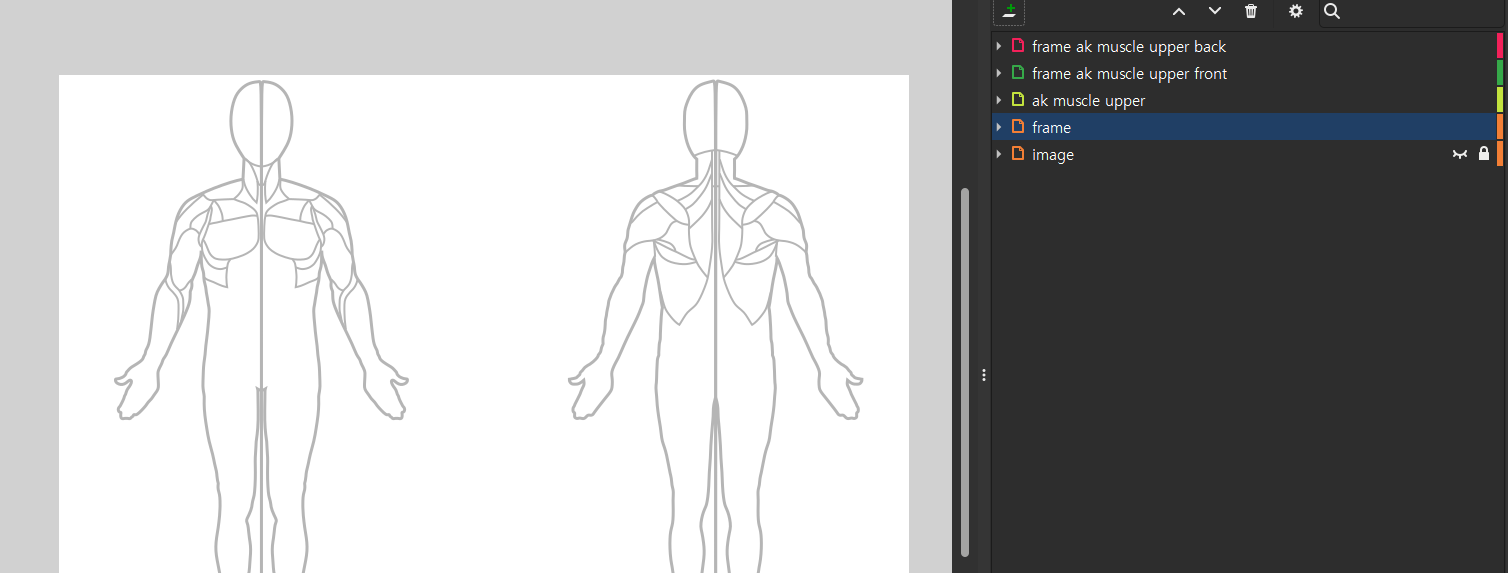 frame ak muscle upper back
frame ak muscle upper front
ak muscle upper
frame
image